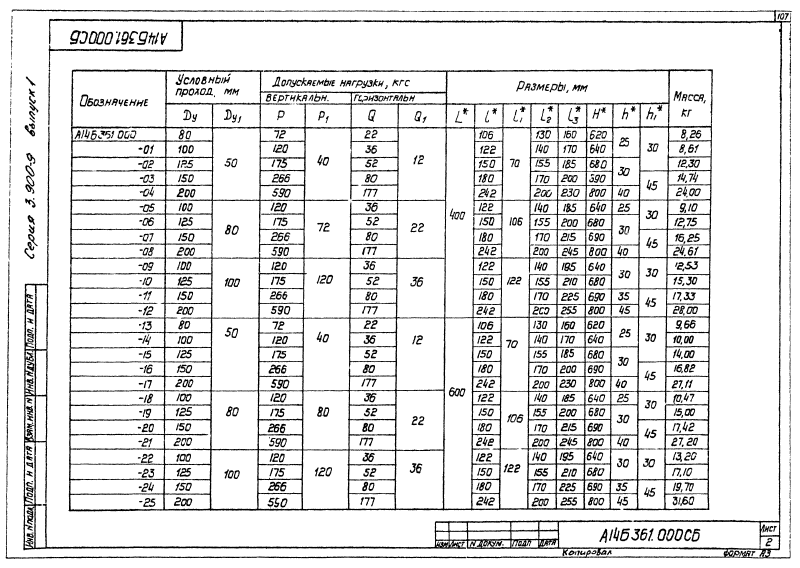 107
А14Б361.000СБ
Серия 3.900-9 выпуск 1
Обозначение | Условный проход, мм | Допускаемые нагрузки, кгс | Размеры, мм | Масса, кг
вертикальн. | горизонтальн
Dy | Dy₁ | P | P₁ | Q | Q₁ | L* | l* | l₁* | l₂* | l₃* | H* | h* | h₁*
А14Б361 000 | 80 | 50 | 72 | 40 | 22 | 12 | 400 | 106 | 70 | 130 | 160 | 620 | 25 | 30 | 8,26
-01 | 100 | 120 | 36 | 122 | 140 | 170 | 640 | 8,61
-02 | 125 | 175 | 52 | 150 | 155 | 185 | 680 | 30 | 12,30
-03 | 150 | 266 | 80 | 180 | 170 | 200 | 690 | 45 | 14,74
-04 | 200 | 590 | 177 | 242 | 200 | 230 | 800 | 40 | 24,00
-05 | 100 | 80 | 120 | 72 | 36 | 22 | 122 | 106 | 140 | 185 | 640 | 25 | 30 | 9,10
-06 | 125 | 175 | 52 | 150 | 155 | 200 | 680 | 30 | 12,75
-07 | 150 | 266 | 80 | 180 | 170 | 215 | 690 | 45 | 16,25
-08 | 200 | 590 | 177 | 242 | 200 | 245 | 800 | 40 | 24,61
-09 | 100 | 100 | 120 | 120 | 36 | 36 | 122 | 122 | 140 | 195 | 640 | 30 | 30 | 12,53
-10 | 125 | 175 | 52 | 150 | 155 | 210 | 680 | 15,30
-11 | 150 | 266 | 80 | 180 | 170 | 225 | 690 | 35 | 45 | 17,33
-12 | 200 | 590 | 177 | 242 | 200 | 255 | 800 | 45 | 28,00
-13 | 80 | 50 | 72 | 40 | 22 | 12 | 600 | 106 | 70 | 130 | 160 | 620 | 25 | 30 | 9,66
-14 | 100 | 120 | 36 | 122 | 140 | 170 | 640 | 10,00
-15 | 125 | 175 | 52 | 150 | 155 | 185 | 680 | 30 | 14,00
-16 | 150 | 266 | 80 | 180 | 170 | 200 | 690 | 45 | 16,82
-17 | 200 | 590 | 177 | 242 | 200 | 230 | 800 | 40 | 27,11
-18 | 100 | 80 | 120 | 80 | 36 | 22 | 122 | 106 | 140 | 185 | 640 | 25 | 30 | 10,47
-19 | 125 | 175 | 52 | 150 | 155 | 200 | 680 | 30 | 15,00
-20 | 150 | 266 | 80 | 180 | 170 | 215 | 690 | 45 | 17,42
-21 | 200 | 590 | 177 | 242 | 200 | 245 | 800 | 40 | 27,20
-22 | 100 | 100 | 120 | 120 | 36 | 36 | 122 | 122 | 140 | 195 | 640 | 30 | 30 | 13,20
-23 | 125 | 175 | 52 | 150 | 155 | 210 | 680 | 17,10
-24 | 150 | 266 | 80 | 180 | 170 | 225 | 690 | 35 | 45 | 19,70
-25 | 200 | 550 | 177 | 242 | 200 | 255 | 800 | 45 | 31,60
Инв. N подл. Подп. и дата Взам. инв. N Инв. N дубл. Подп. и дата
Изм Лист N докум. Подп Дата
А14Б361.000СБ
Лист
2
Копировал
Формат А3